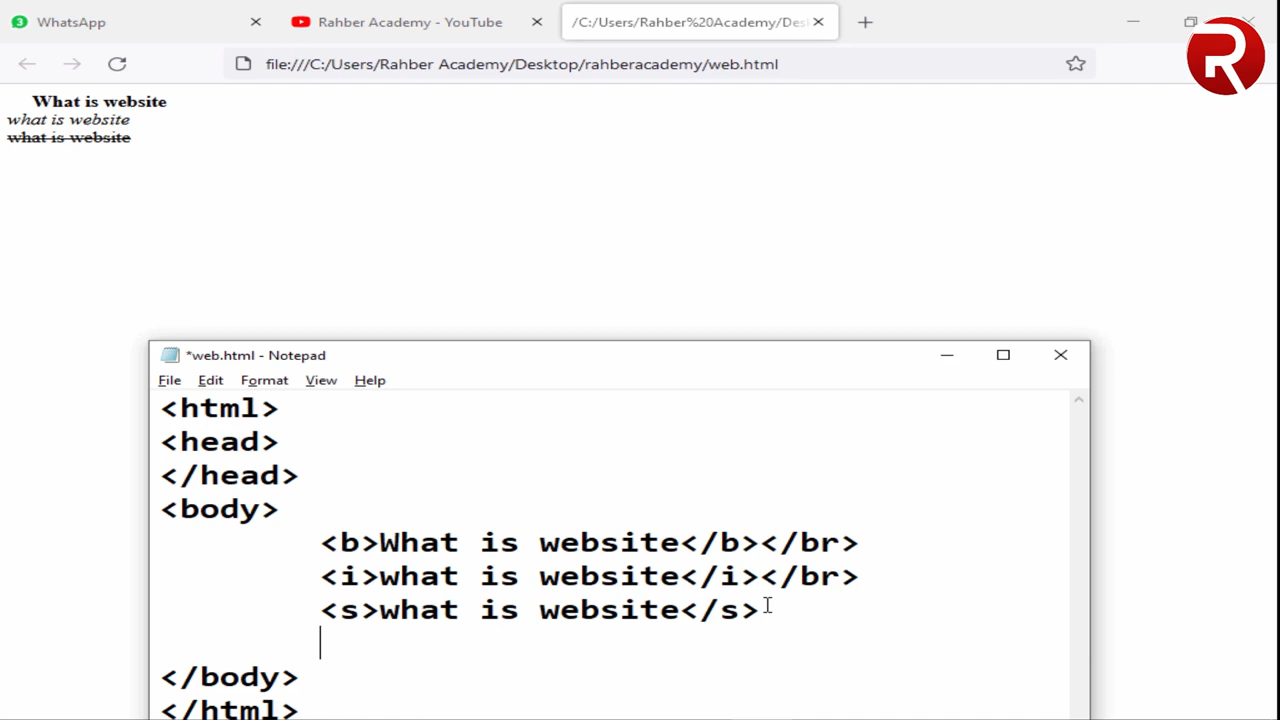 3 WhatsApp
Rahber Academy - YouTube
/C:/Users/Rahber%20Academy/Des
file:///C:/Users/Rahber Academy/Desktop/rahberacademy/web.html
R
What is website
what is website
what is website
*web.html - Notepad
File Edit Format View Help
<html>
<head>
</head>
<body>
<b>What is website</b></br>
<i>what is website</i></br>
<s>what is website</s>
</body>
</html>